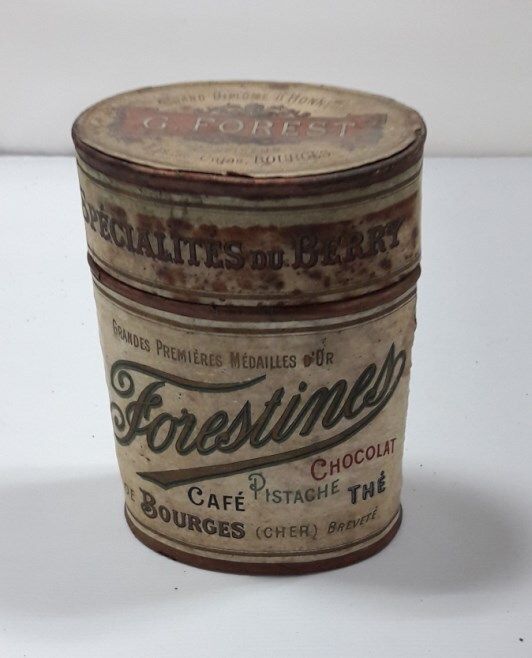 GRAND DIPLÔME D'HONNEUR
G. FOREST
BOURGES
SPÉCIALITÉS DU BERRY
GRANDES PREMIÈRES MÉDAILLES D'OR
Forestines
CHOCOLAT
CAFÉ PISTACHE THÉ
DE BOURGES (CHER) BREVETÉ